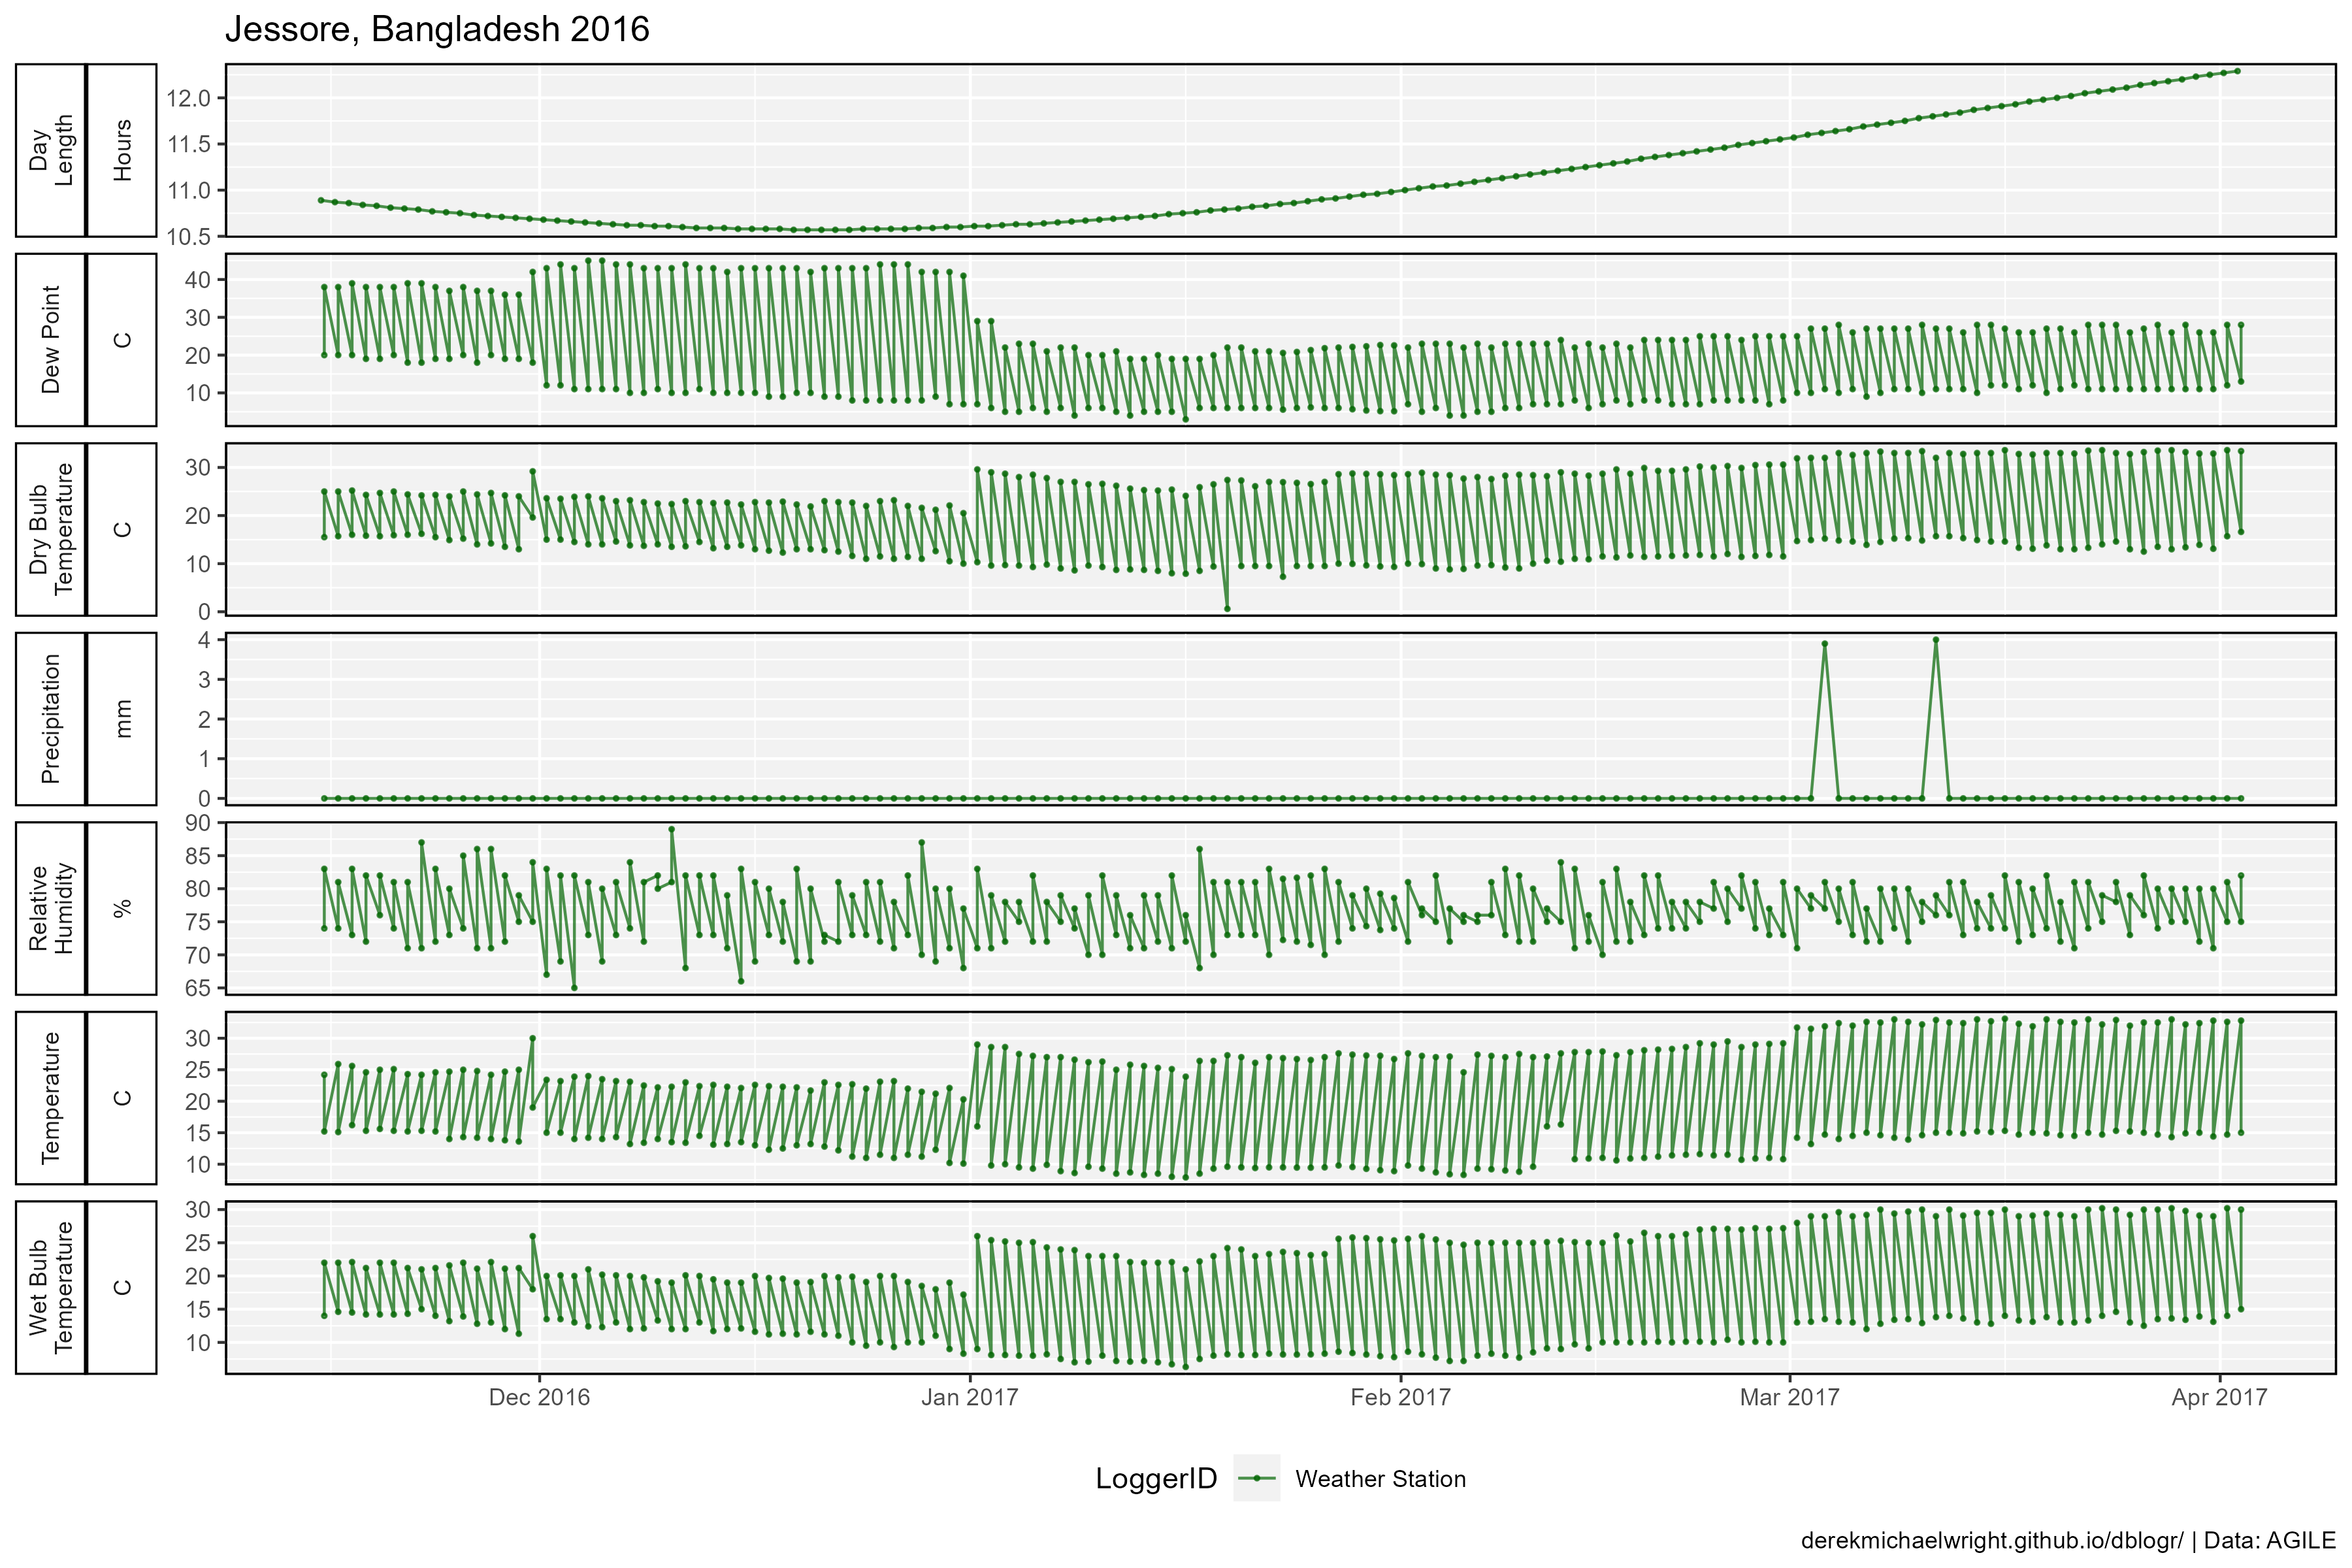 Jessore, Bangladesh 2016
Day
Length
Hours
12.0
11.5
11.0
10.5
Dew Point
C
40
30
20
10
Dry Bulb
Temperature
C
30
20
10
0
Precipitation
mm
4
3
2
1
0
Relative
Humidity
%
90
85
80
75
70
65
Temperature
C
30
25
20
15
10
Wet Bulb
Temperature
C
30
25
20
15
10
Dec 2016
Jan 2017
Feb 2017
Mar 2017
Apr 2017
LoggerID
Weather Station
derekmichaelwright.github.io/dblogr/ | Data: AGILE